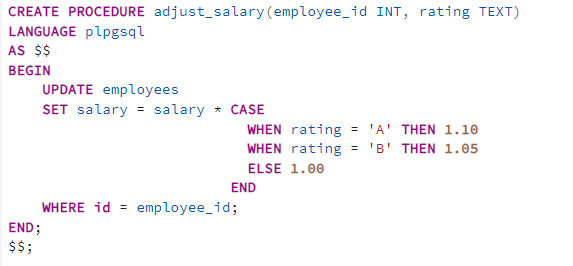 CREATE PROCEDURE adjust_salary(employee_id INT, rating TEXT)
LANGUAGE plpgsql
AS $$
BEGIN
    UPDATE employees
    SET salary = salary * CASE
                              WHEN rating = 'A' THEN 1.10
                              WHEN rating = 'B' THEN 1.05
                              ELSE 1.00
                            END
    WHERE id = employee_id;
END;
$$;